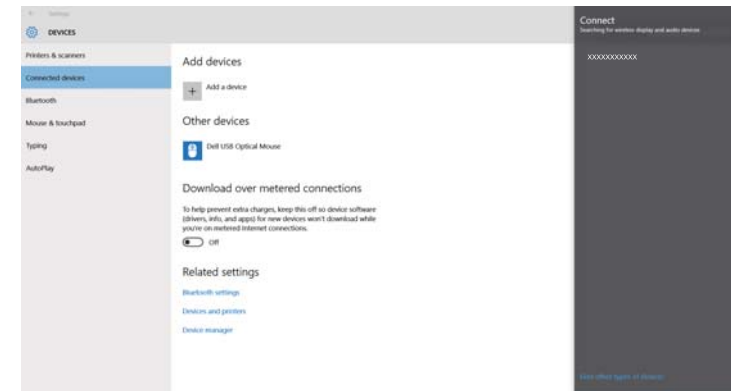 Settings
DEVICES
Printers & scanners
Connected devices
Bluetooth
Mouse & touchpad
Typing
AutoPlay
Add devices
Add a device
Other devices
Dell USB Optical Mouse
Download over metered connections
To help prevent extra charges, keep this off so device software
(drivers, info, and apps) for new devices won't download while
you're on metered Internet connections.
Off
Related settings
Bluetooth settings
Devices and printers
Device manager
Connect
Searching for wireless display and audio devices
xxxxxxxxxxx
Find other types of devices